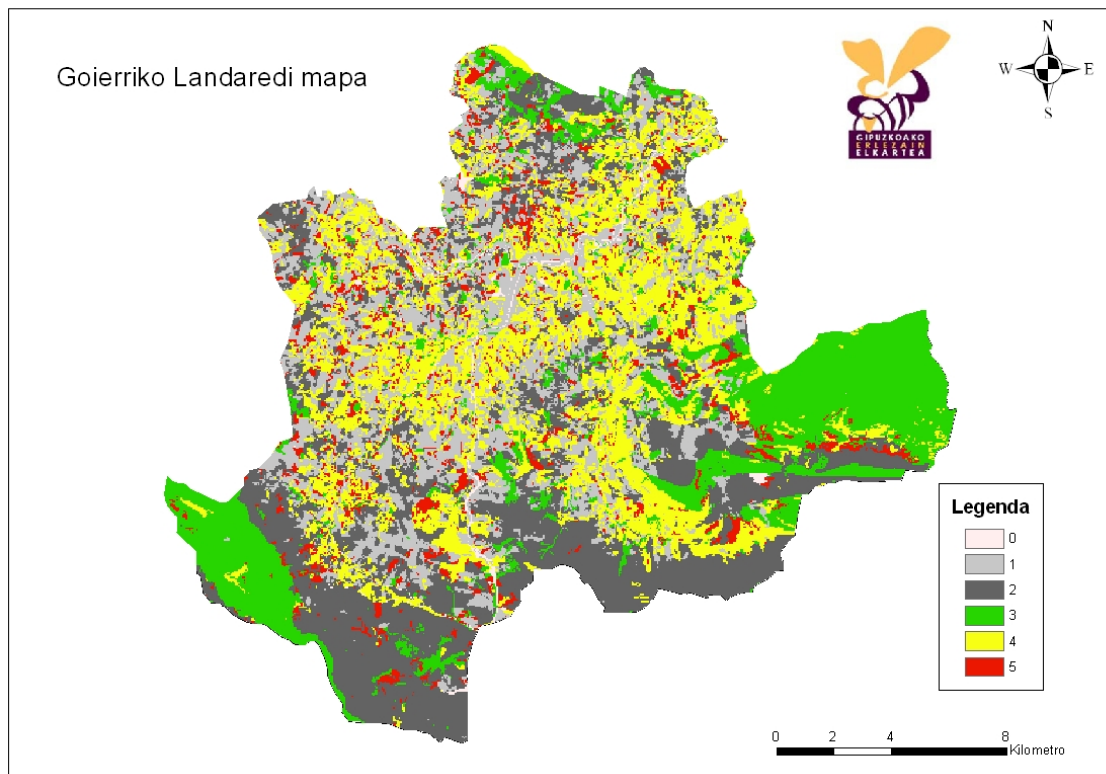 Goierriko Landaredi mapa
GIPUZKOAKO
ERLEZAIN
ELKARTEA
N
W E
S
Legenda
0
1
2
3
4
5
0 2 4 8
Kilometro